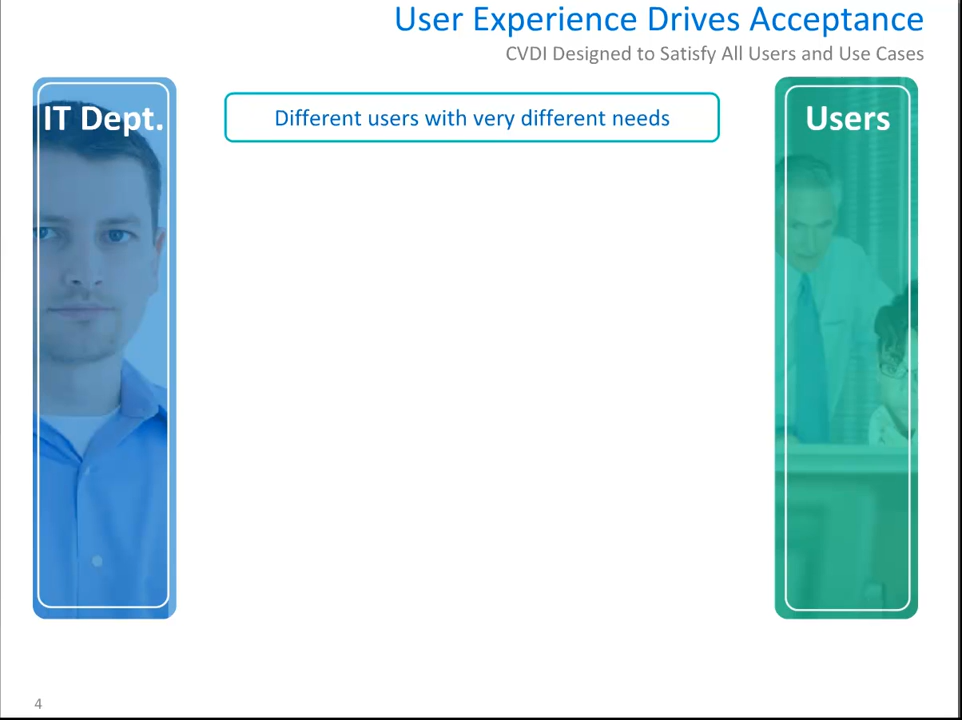 User Experience Drives Acceptance
CVDI Designed to Satisfy All Users and Use Cases
IT Dept.
Different users with very different needs
Users
4